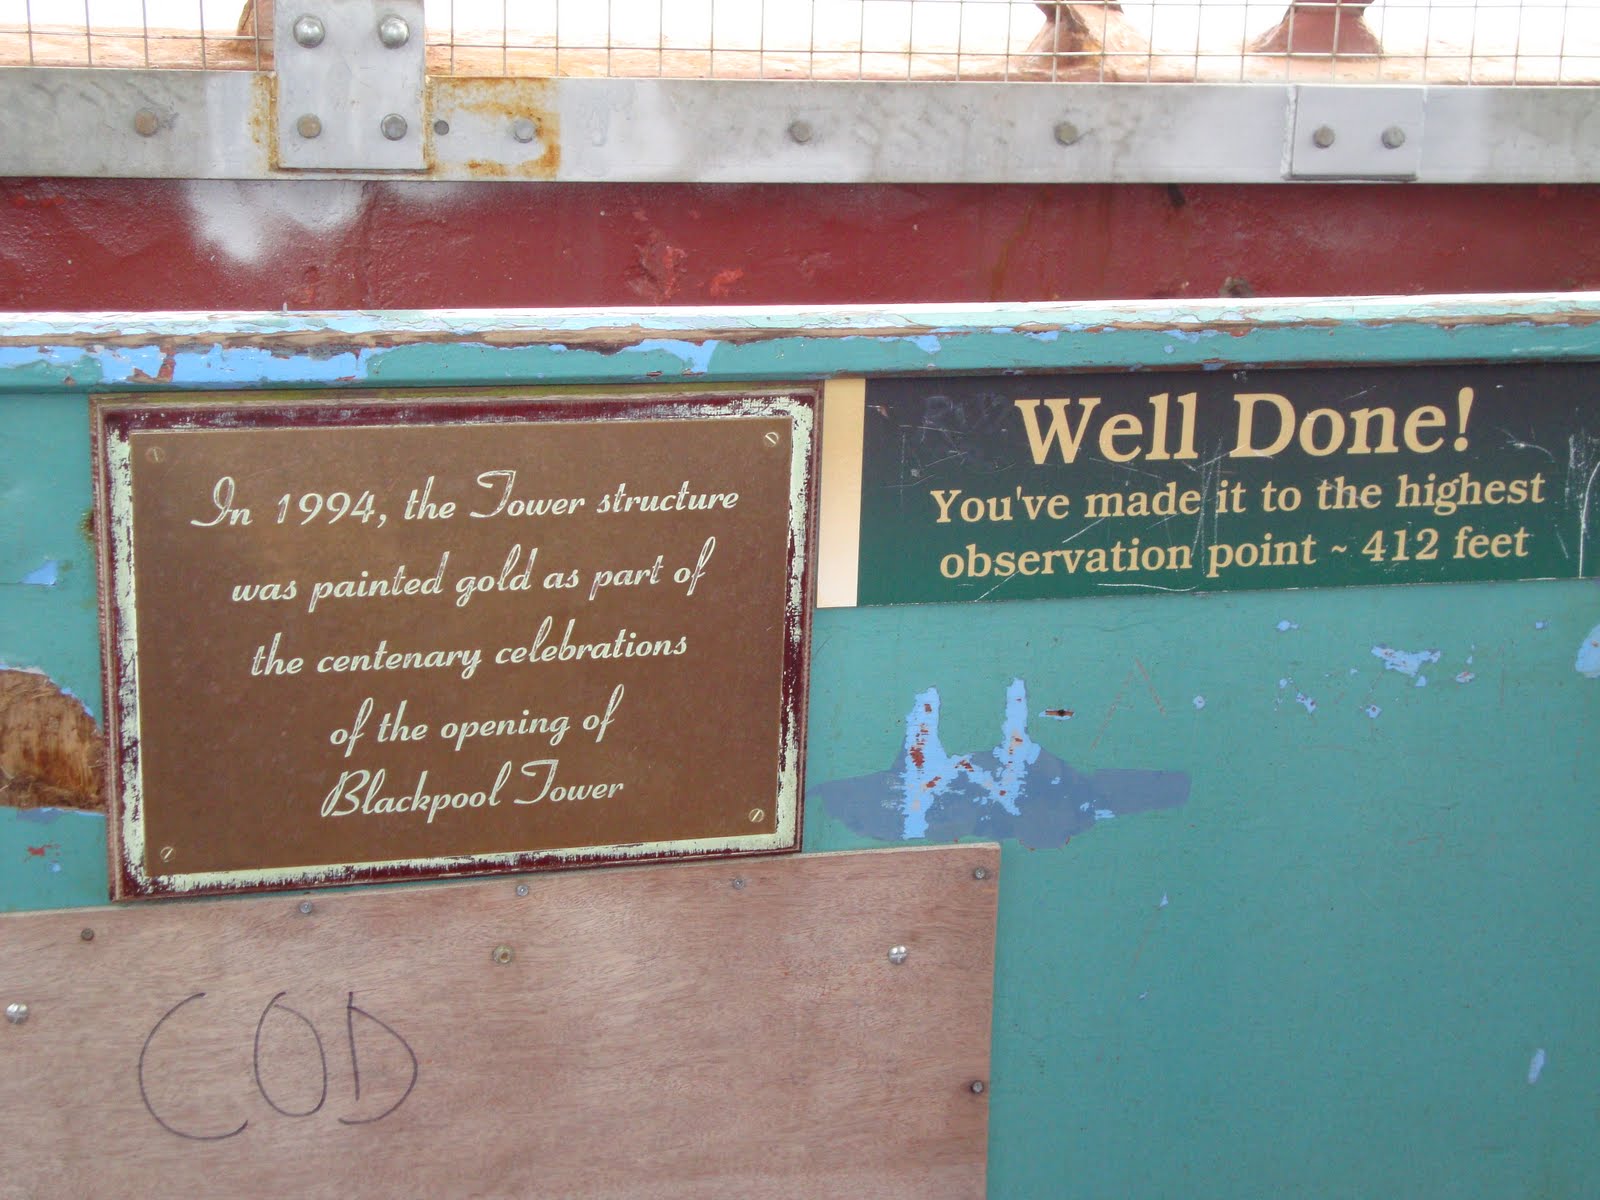 In 1994, the Tower structure
was painted gold as part of
the centenary celebrations
of the opening of
Blackpool Tower
Well Done!
You've made it to the highest
observation point ~ 412 feet
COD